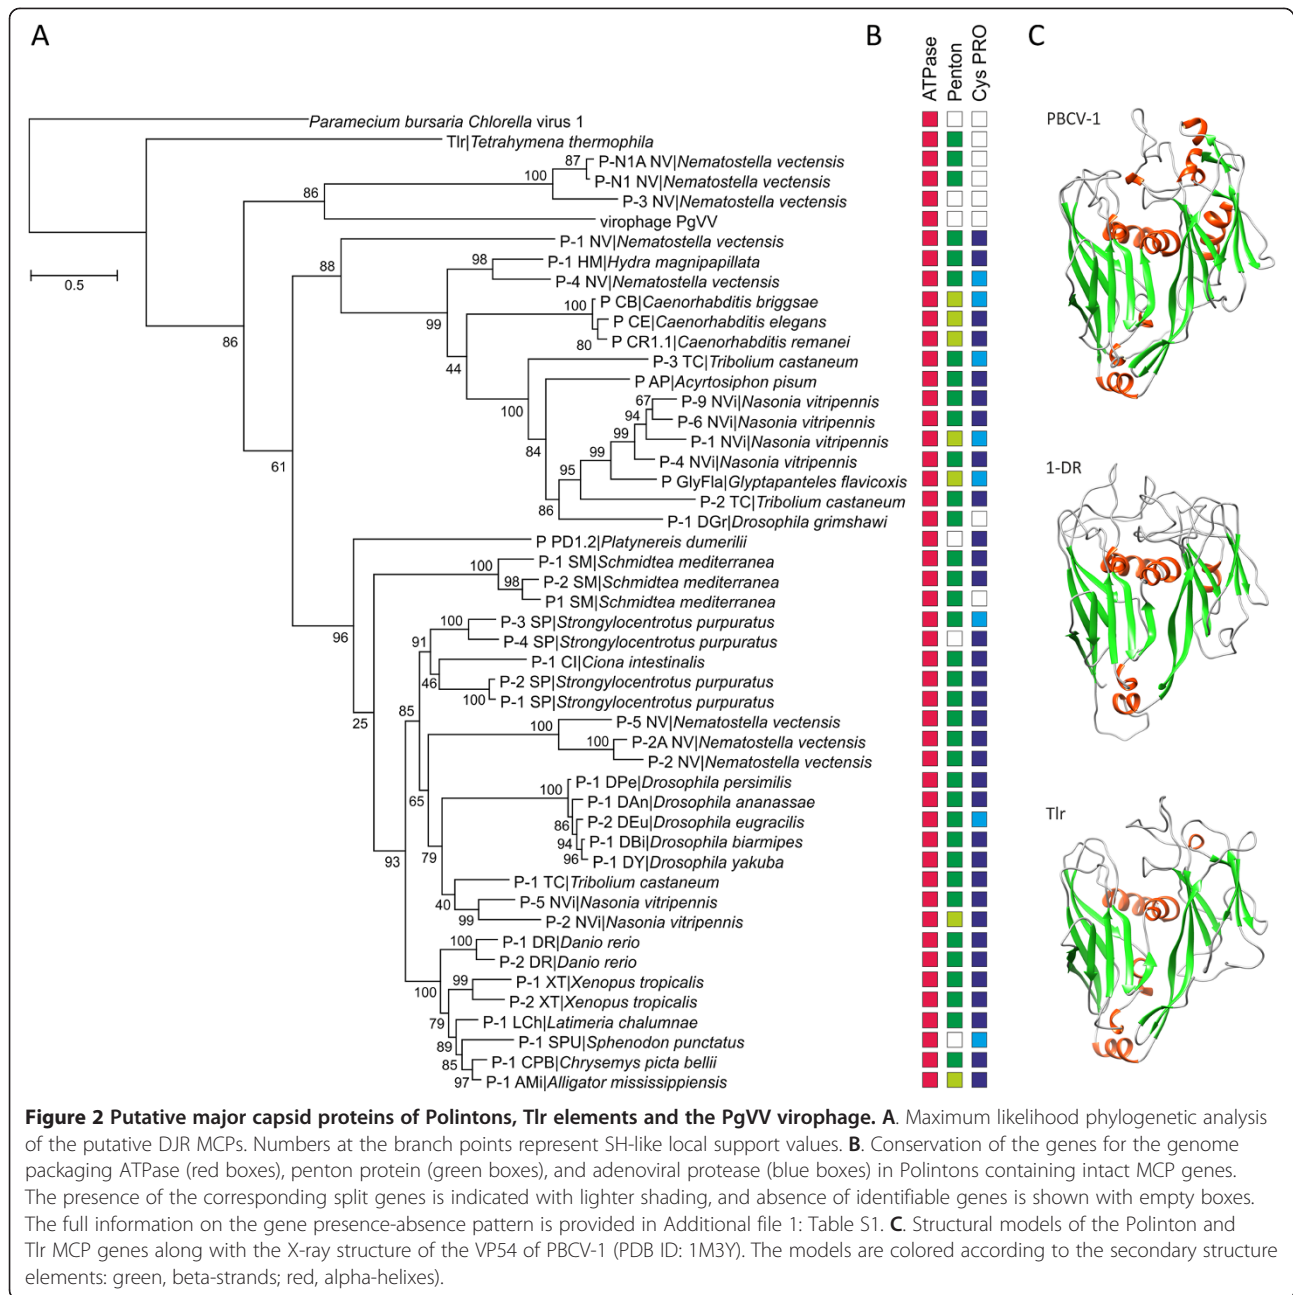 A
B
C
ATPase
Penton
Cys PRO
Paramecium bursaria Chlorella virus 1
Tlr|Tetrahymena thermophila
P-N1A NV|Nematostella vectensis
P-N1 NV|Nematostella vectensis
P-3 NV|Nematostella vectensis
virophage PgVV
P-1 NV|Nematostella vectensis
P-1 HM|Hydra magnipapillata
P-4 NV|Nematostella vectensis
P CB|Caenorhabditis briggsae
P CE|Caenorhabditis elegans
P CR1.1|Caenorhabditis remanei
P-3 TC|Tribolium castaneum
P AP|Acyrtosiphon pisum
P-9 NVi|Nasonia vitripennis
P-6 NVi|Nasonia vitripennis
P-1 NVi|Nasonia vitripennis
P-4 NVi|Nasonia vitripennis
P GlyFla|Glyptapanteles flavicoxis
P-2 TC|Tribolium castaneum
P-1 DGr|Drosophila grimshawi
P PD1.2|Platynereis dumerilii
P-1 SM|Schmidtea mediterranea
P-2 SM|Schmidtea mediterranea
P1 SM|Schmidtea mediterranea
P-3 SP|Strongylocentrotus purpuratus
P-4 SP|Strongylocentrotus purpuratus
P-1 CI|Ciona intestinalis
P-2 SP|Strongylocentrotus purpuratus
P-1 SP|Strongylocentrotus purpuratus
P-5 NV|Nematostella vectensis
P-2A NV|Nematostella vectensis
P-2 NV|Nematostella vectensis
P-1 DPe|Drosophila persimilis
P-1 DAn|Drosophila ananassae
P-2 DEu|Drosophila eugracilis
P-1 DBi|Drosophila biarmipes
P-1 DY|Drosophila yakuba
P-1 TC|Tribolium castaneum
P-5 NVi|Nasonia vitripennis
P-2 NVi|Nasonia vitripennis
P-1 DR|Danio rerio
P-2 DR|Danio rerio
P-1 XT|Xenopus tropicalis
P-2 XT|Xenopus tropicalis
P-1 LCh|Latimeria chalumnae
P-1 SPU|Sphenodon punctatus
P-1 CPB|Chrysemys picta bellii
P-1 AMi|Alligator mississippiensis
0.5
87
100
86
88
98
99
100
80
44
86
100
67
94
99
99
84
95
86
61
100
98
96
100
91
46
100
85
25
100
100
65
100
86
94
96
79
93
40
99
100
100
99
79
89
85
97
PBCV-1
1-DR
Tlr
Figure 2 Putative major capsid proteins of Polintons, Tlr elements and the PgVV virophage. A. Maximum likelihood phylogenetic analysis
of the putative DJR MCPs. Numbers at the branch points represent SH-like local support values. B. Conservation of the genes for the genome
packaging ATPase (red boxes), penton protein (green boxes), and adenoviral protease (blue boxes) in Polintons containing intact MCP genes.
The presence of the corresponding split genes is indicated with lighter shading, and absence of identifiable genes is shown with empty boxes.
The full information on the gene presence-absence pattern is provided in Additional file 1: Table S1. C. Structural models of the Polinton and
Tlr MCP genes along with the X-ray structure of the VP54 of PBCV-1 (PDB ID: 1M3Y). The models are colored according to the secondary structure
elements: green, beta-strands; red, alpha-helixes).